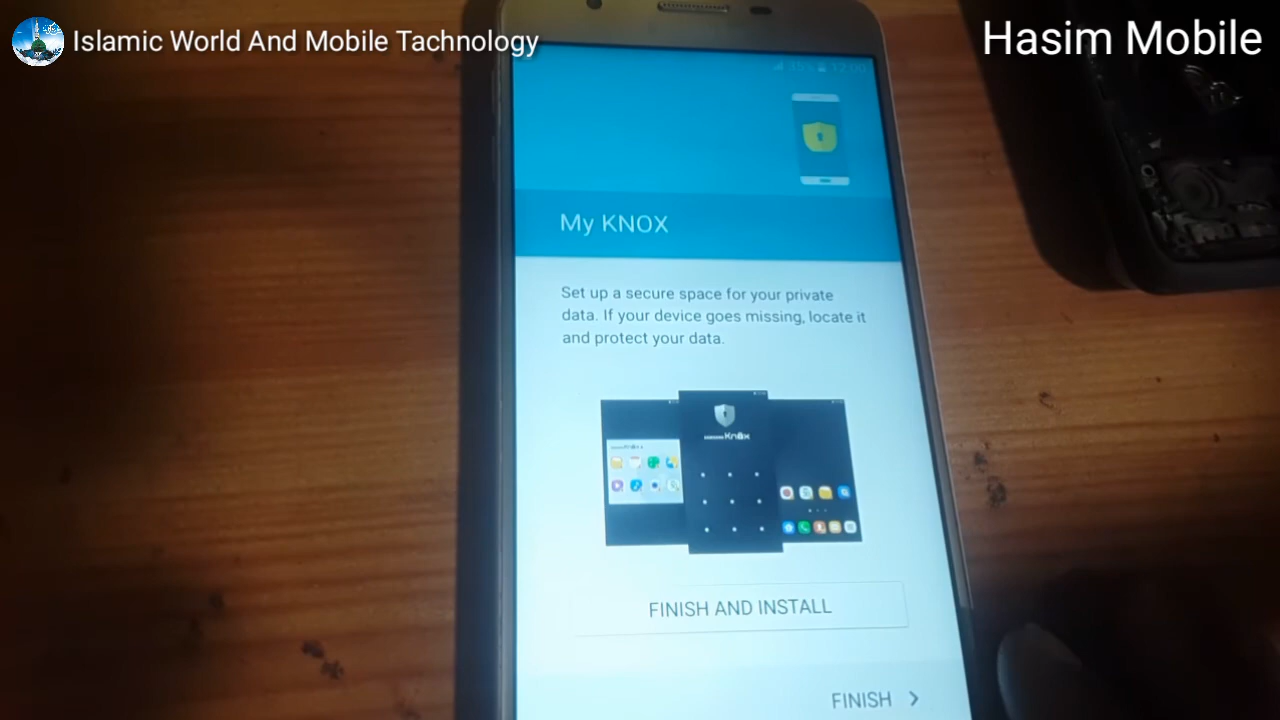 Islamic World And Mobile Tachnology
Hasim Mobile
My KNOX
Set up a secure space for your private
data. If your device goes missing, locate it
and protect your data.
Knox
FINISH AND INSTALL
FINISH